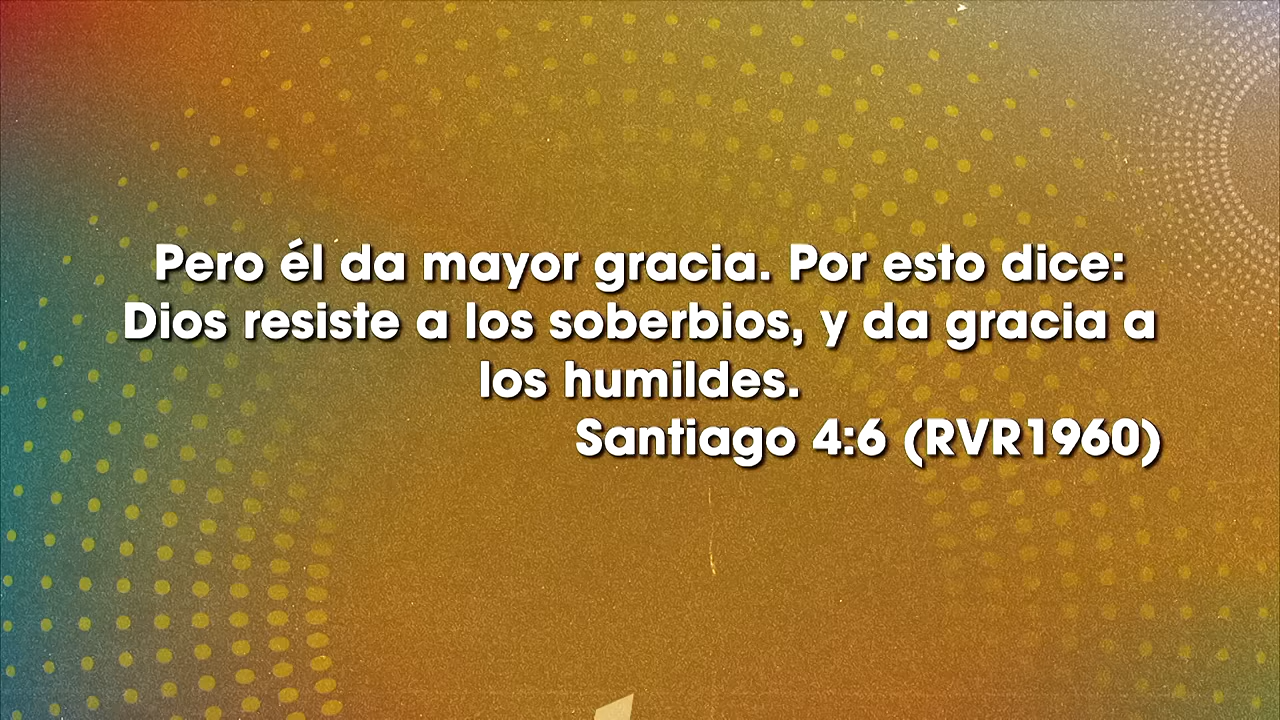 Pero él da mayor gracia. Por esto dice:
Dios resiste a los soberbios, y da gracia a
los humildes.
Santiago 4:6 (RVR1960)